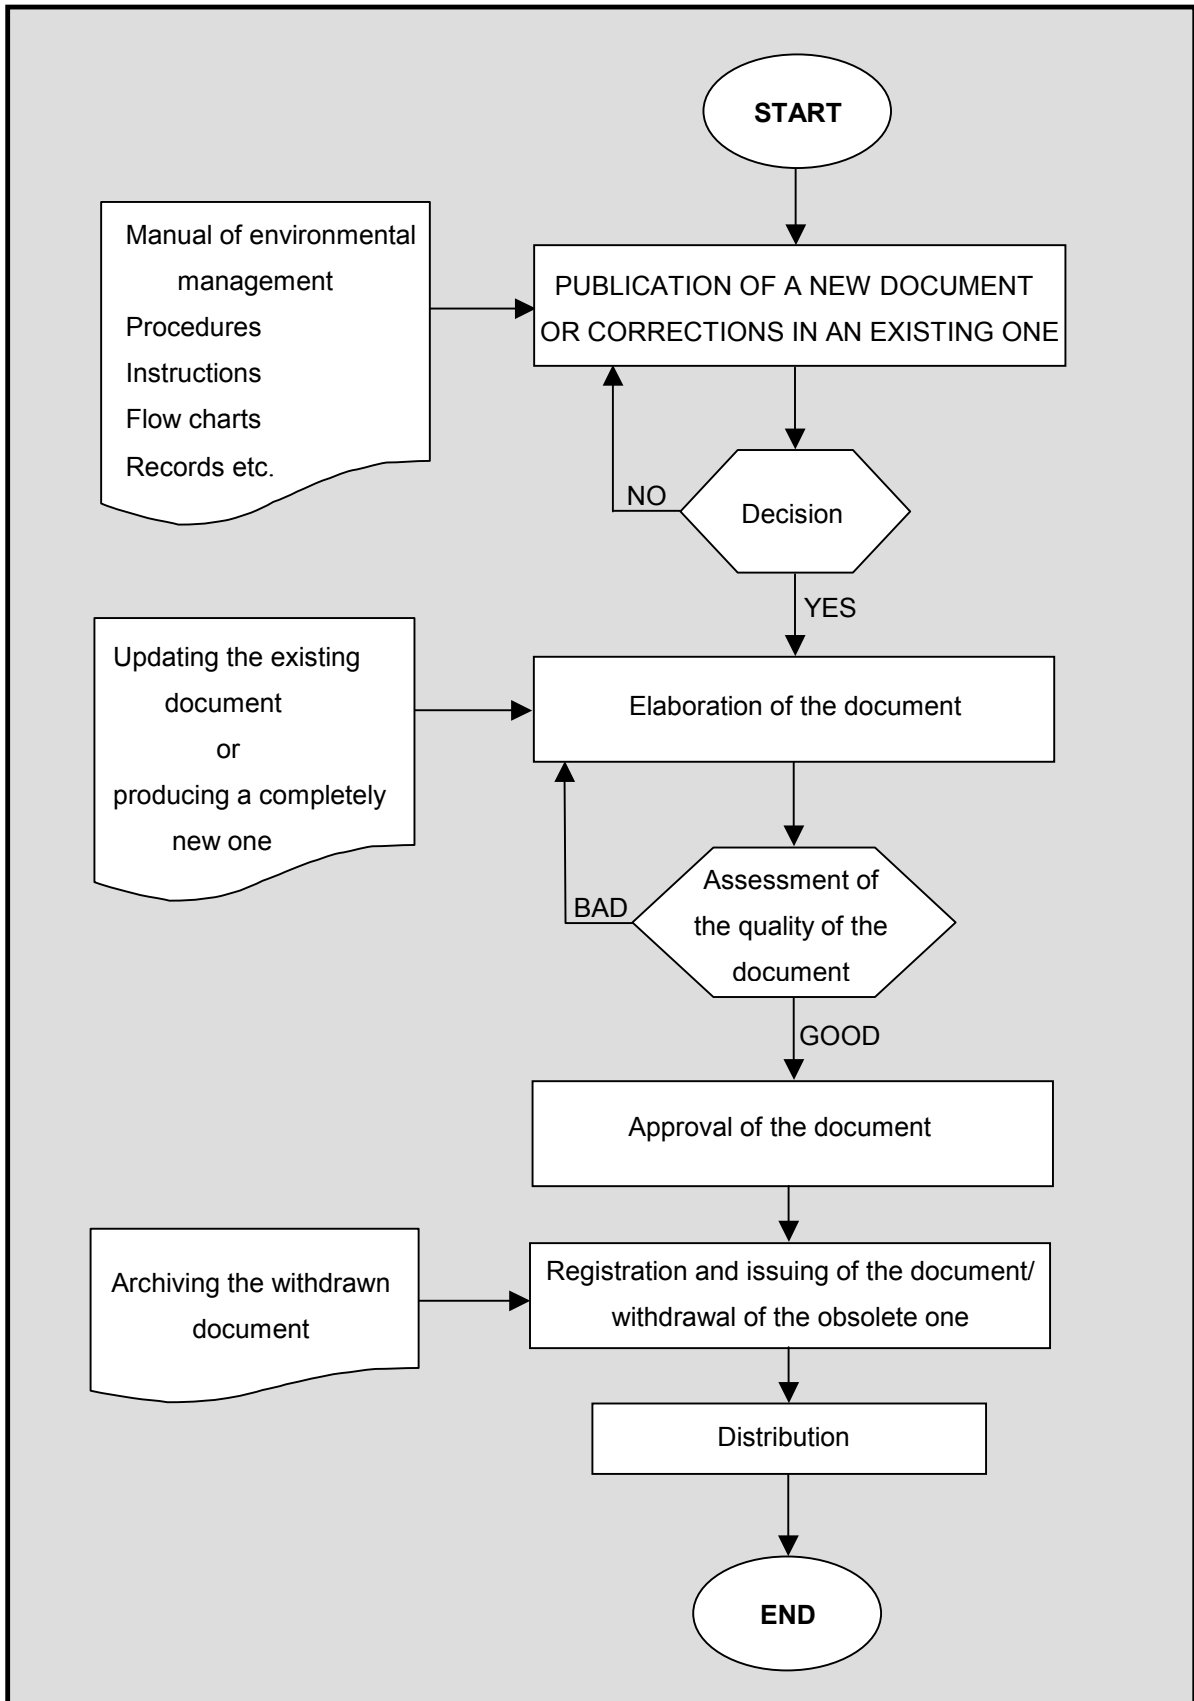 START
Manual of environmental
management
Procedures
Instructions
Flow charts
Records etc.
PUBLICATION OF A NEW DOCUMENT
OR CORRECTIONS IN AN EXISTING ONE
NO
Decision
YES
Updating the existing
document
or
producing a completely
new one
Elaboration of the document
BAD
Assessment of
the quality of the
document
GOOD
Approval of the document
Archiving the withdrawn
document
Registration and issuing of the document/
withdrawal of the obsolete one
Distribution
END